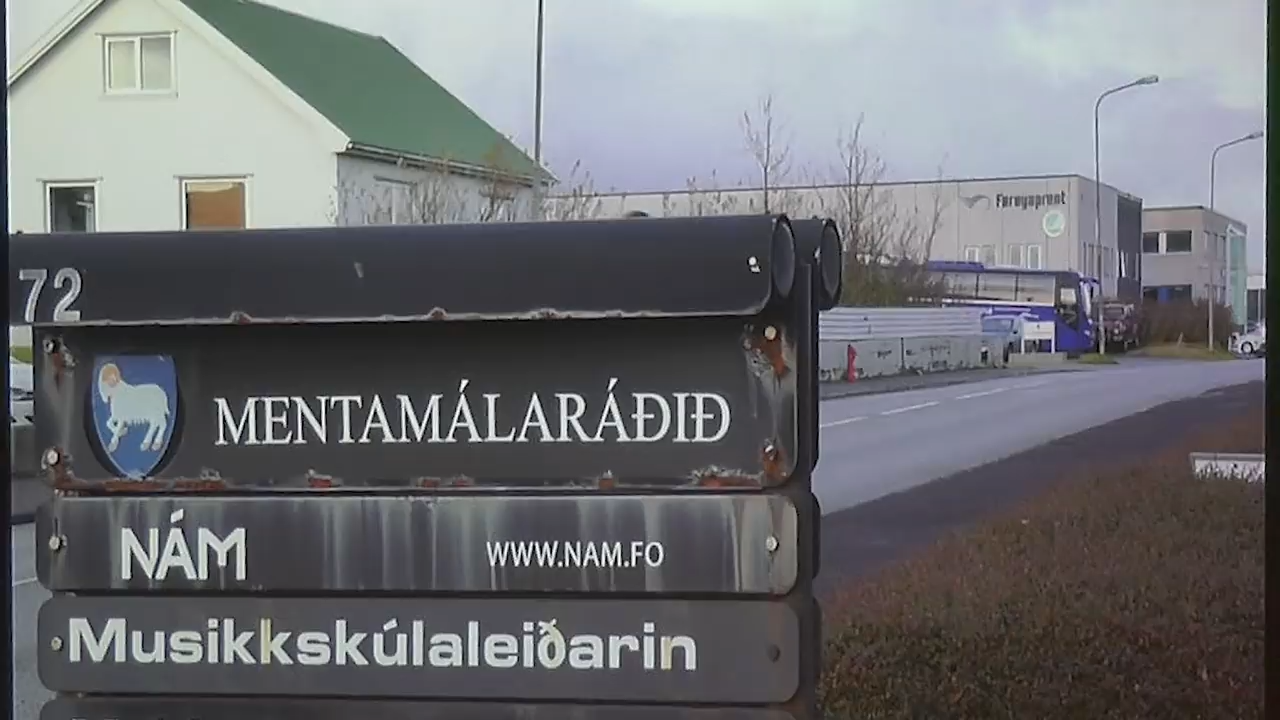 Føroyaprent
72
MENTAMÁLARÁÐIÐ
NÁM WWW.NAM.FO
Musikkskúlaleiðarin